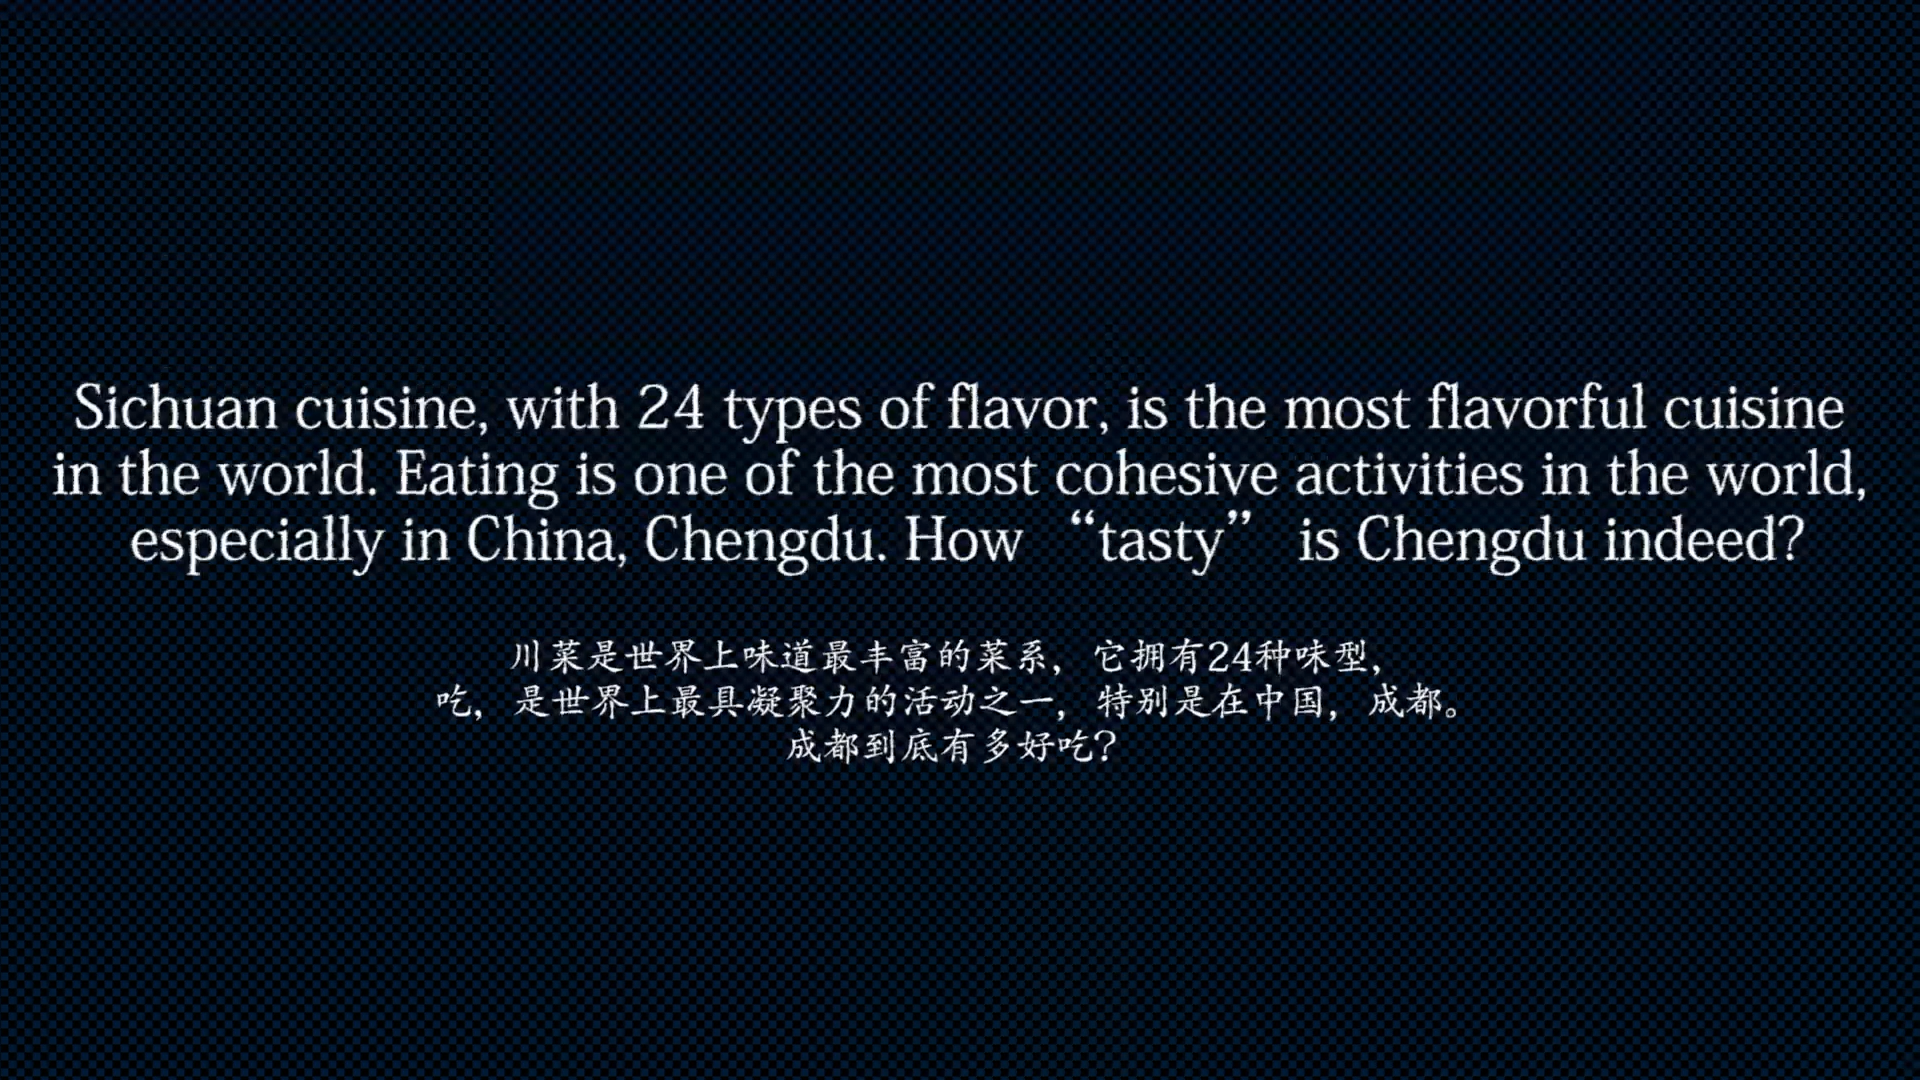 Sichuan cuisine, with 24 types of flavor, is the most flavorful cuisine
in the world. Eating is one of the most cohesive activities in the world,
especially in China, Chengdu. How “tasty” is Chengdu indeed?
川菜是世界上味道最丰富的菜系，它拥有24种味型，
吃，是世界上最具凝聚力的活动之一，特别是在中国，成都。
成都到底有多好吃？